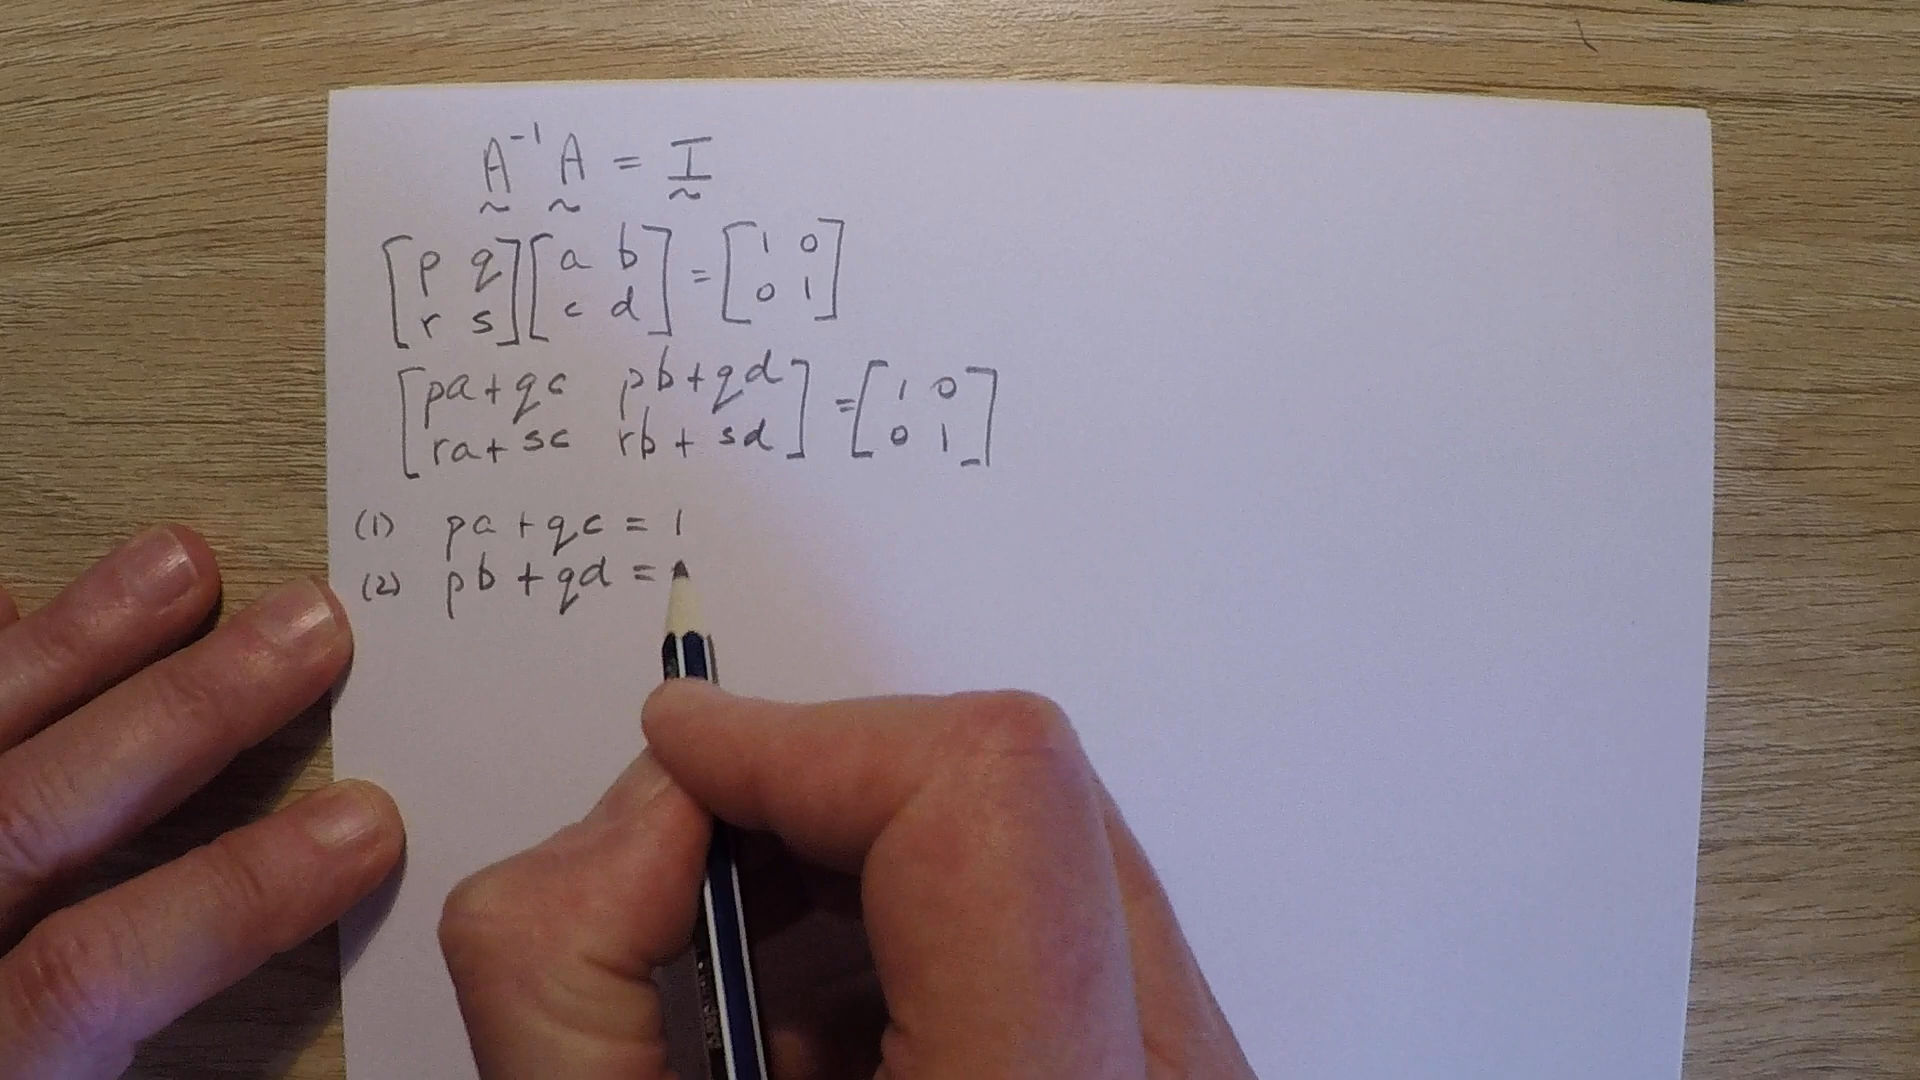 A⁻¹ A = I
[p q r s] [a b c d] = [1 0 0 1]
[pa + qc pb + qd ra + sc rb + sd] = [1 0 0 1]
(1) pa + qc = 1
(2) pb + qd =